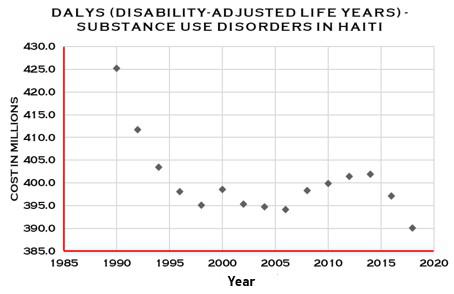 DALYS (DISABILITY-ADJUSTED LIFE YEARS) -
SUBSTANCE USE DISORDERS IN HAITI
430.0
425.0
420.0
415.0
410.0
405.0
400.0
395.0
390.0
385.0
COST IN MILLIONS
1985 1990 1995 2000 2005 2010 2015 2020
Year